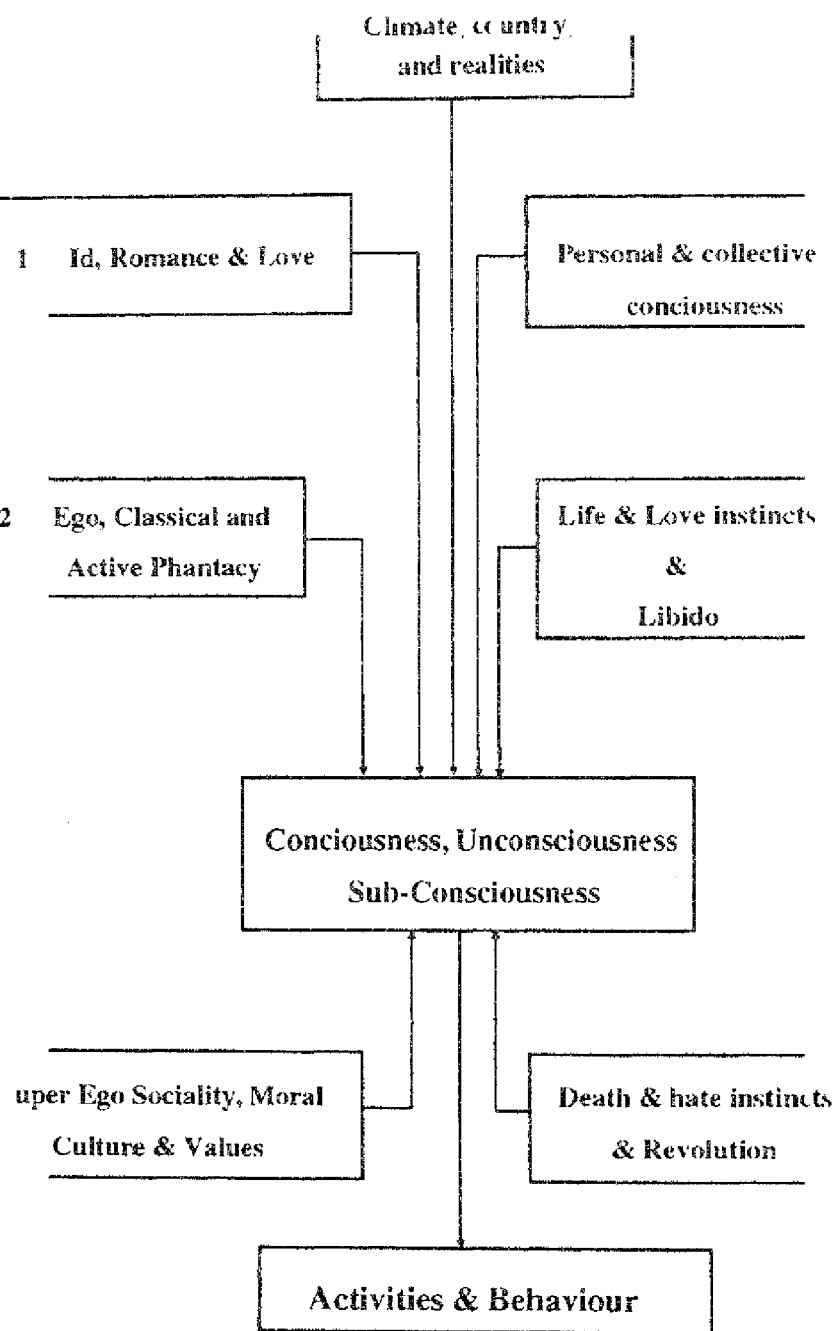 Climate, country,
and realities
1 Id, Romance & Love
Personal & collective
conciousness
2 Ego, Classical and
Active Phantacy
Life & Love instincts
&
Libido
Conciousness, Unconsciousness
Sub-Consciousness
uper Ego Sociality, Moral
Culture & Values
Death & hate instincts
& Revolution
Activities & Behaviour